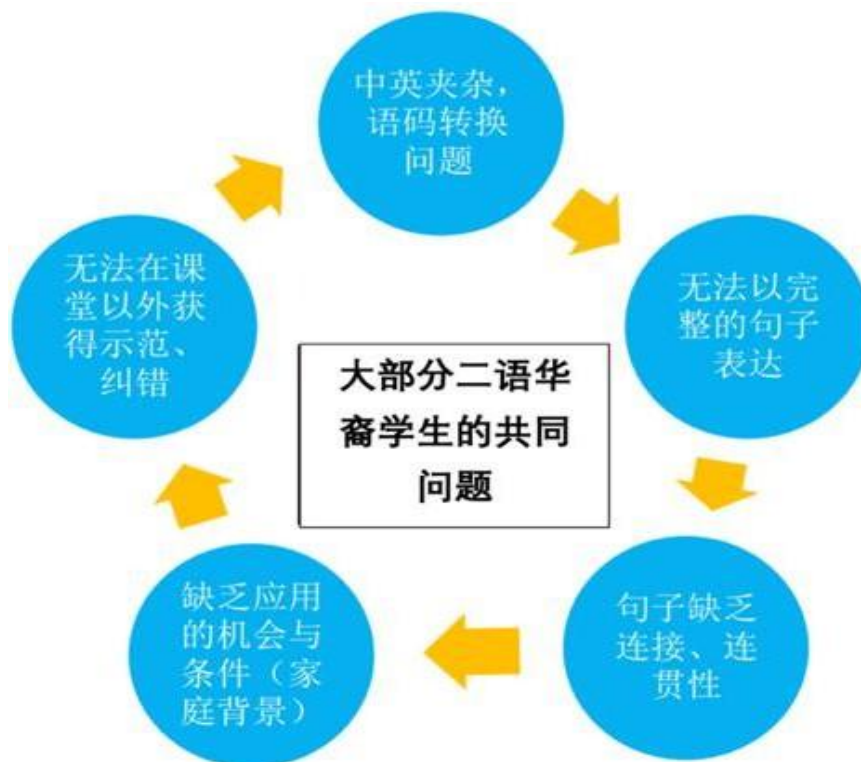 中英夹杂，
语码转换
问题
无法以完
整的句子
表达
句子缺乏
连接、连
贯性
缺乏应用
的机会与
条件（家
庭背景）
无法在课
堂以外获
得示范、
纠错
大部分二语华
裔学生的共同
问题